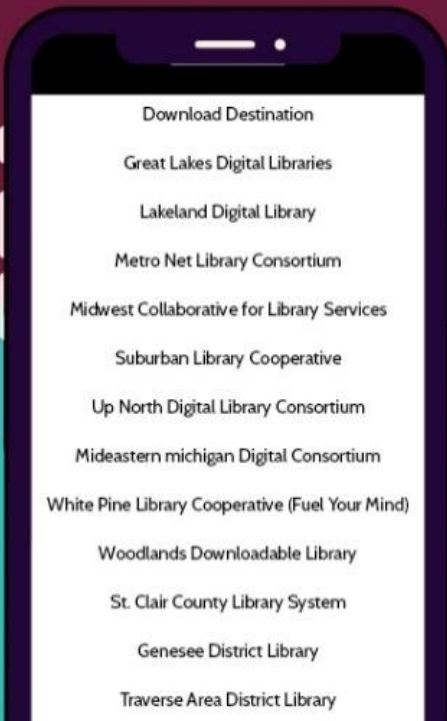 Download Destination
Great Lakes Digital Libraries
Lakeland Digital Library
Metro Net Library Consortium
Midwest Collaborative for Library Services
Suburban Library Cooperative
Up North Digital Library Consortium
Mideastern michigan Digital Consortium
White Pine Library Cooperative (Fuel Your Mind)
Woodlands Downloadable Library
St. Clair County Library System
Genesee District Library
Traverse Area District Library